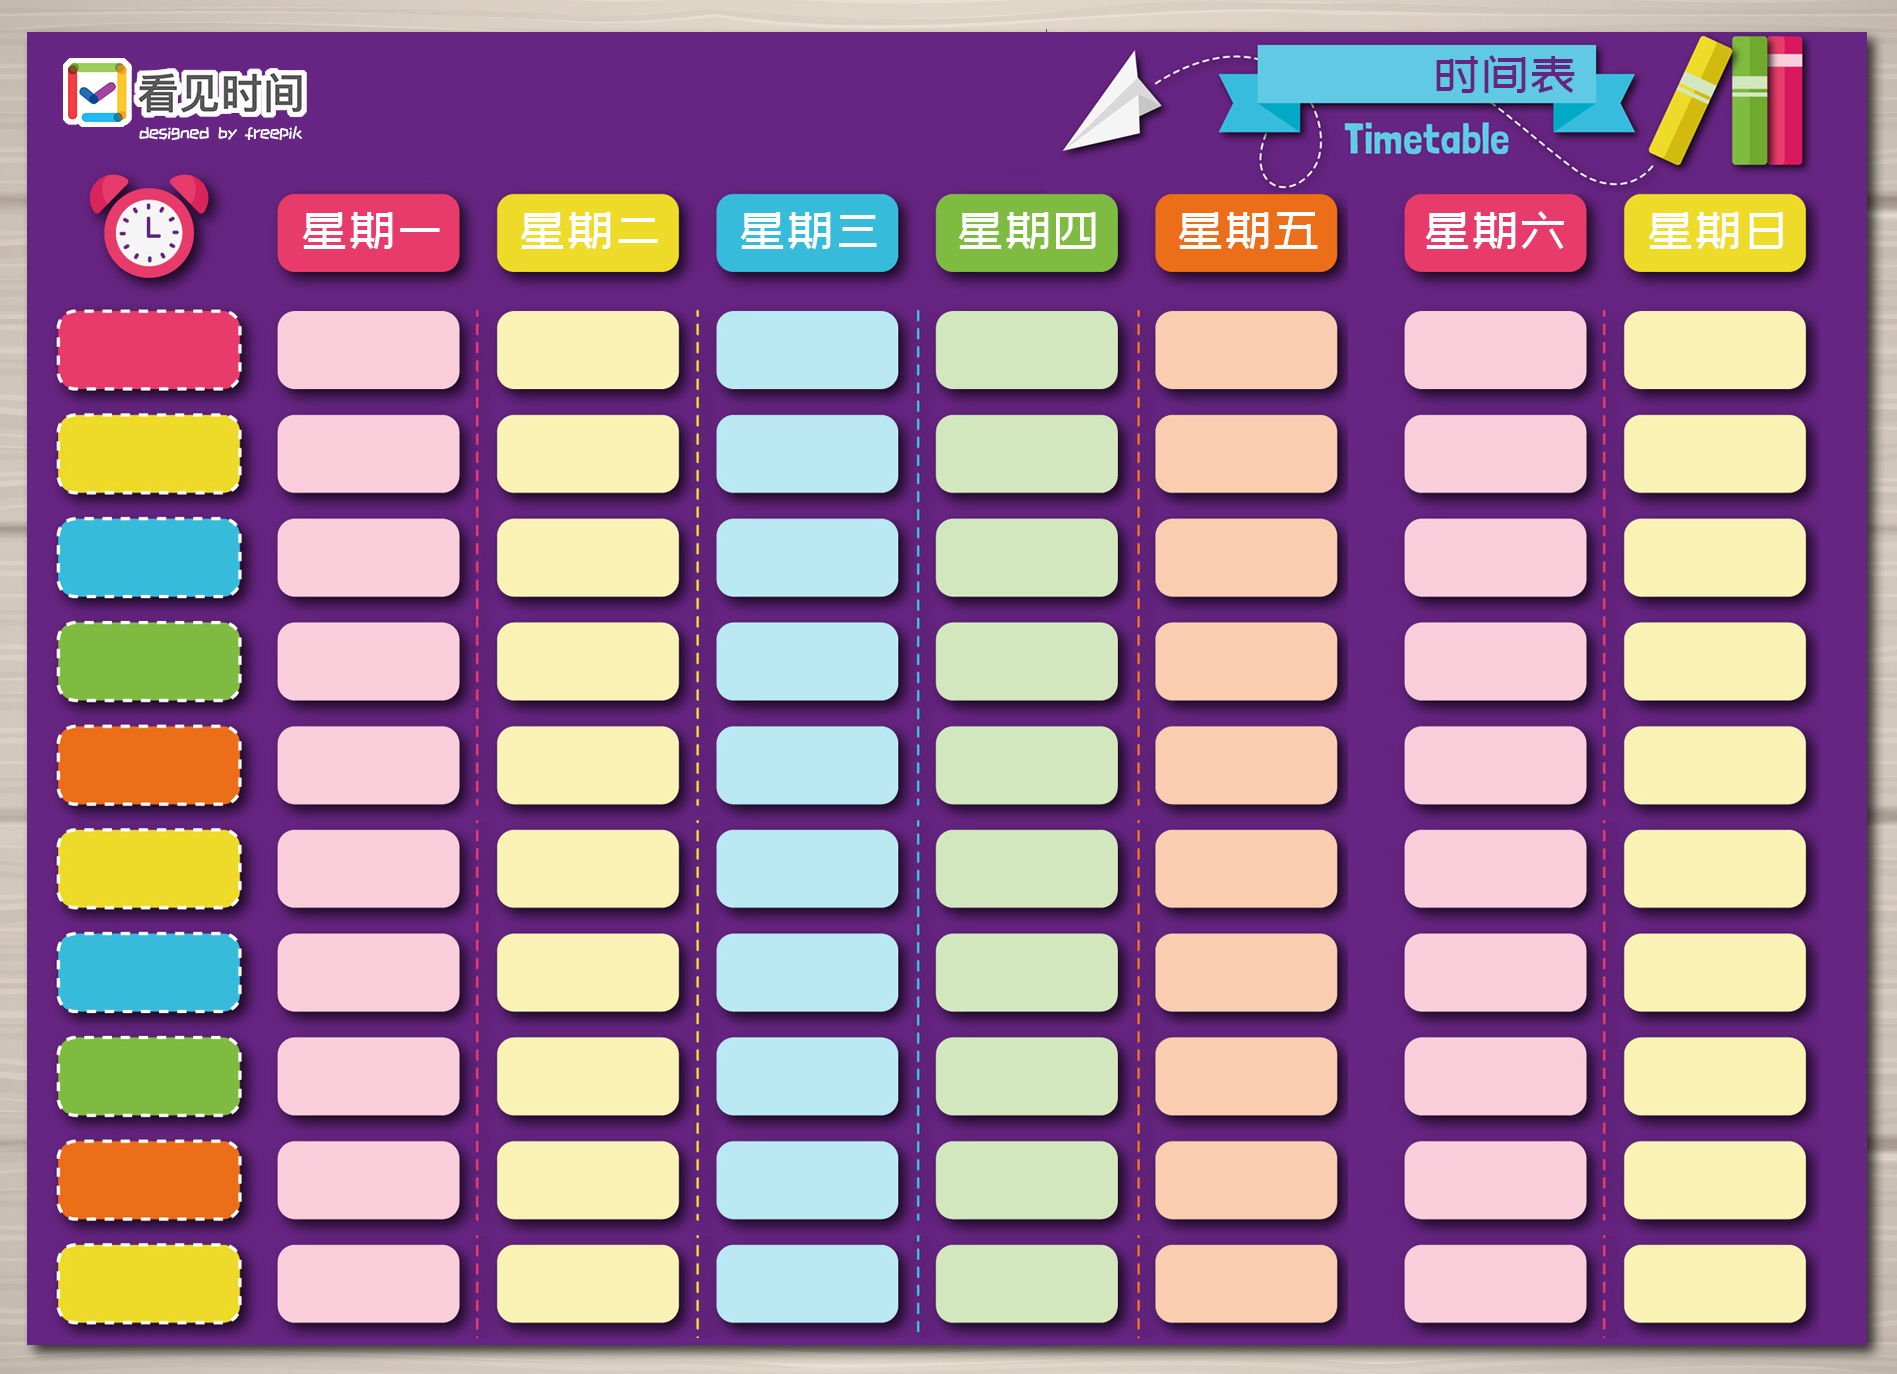 看见时间
designed by freepik
时间表
Timetable
星期一
星期二
星期三
星期四
星期五
星期六
星期日